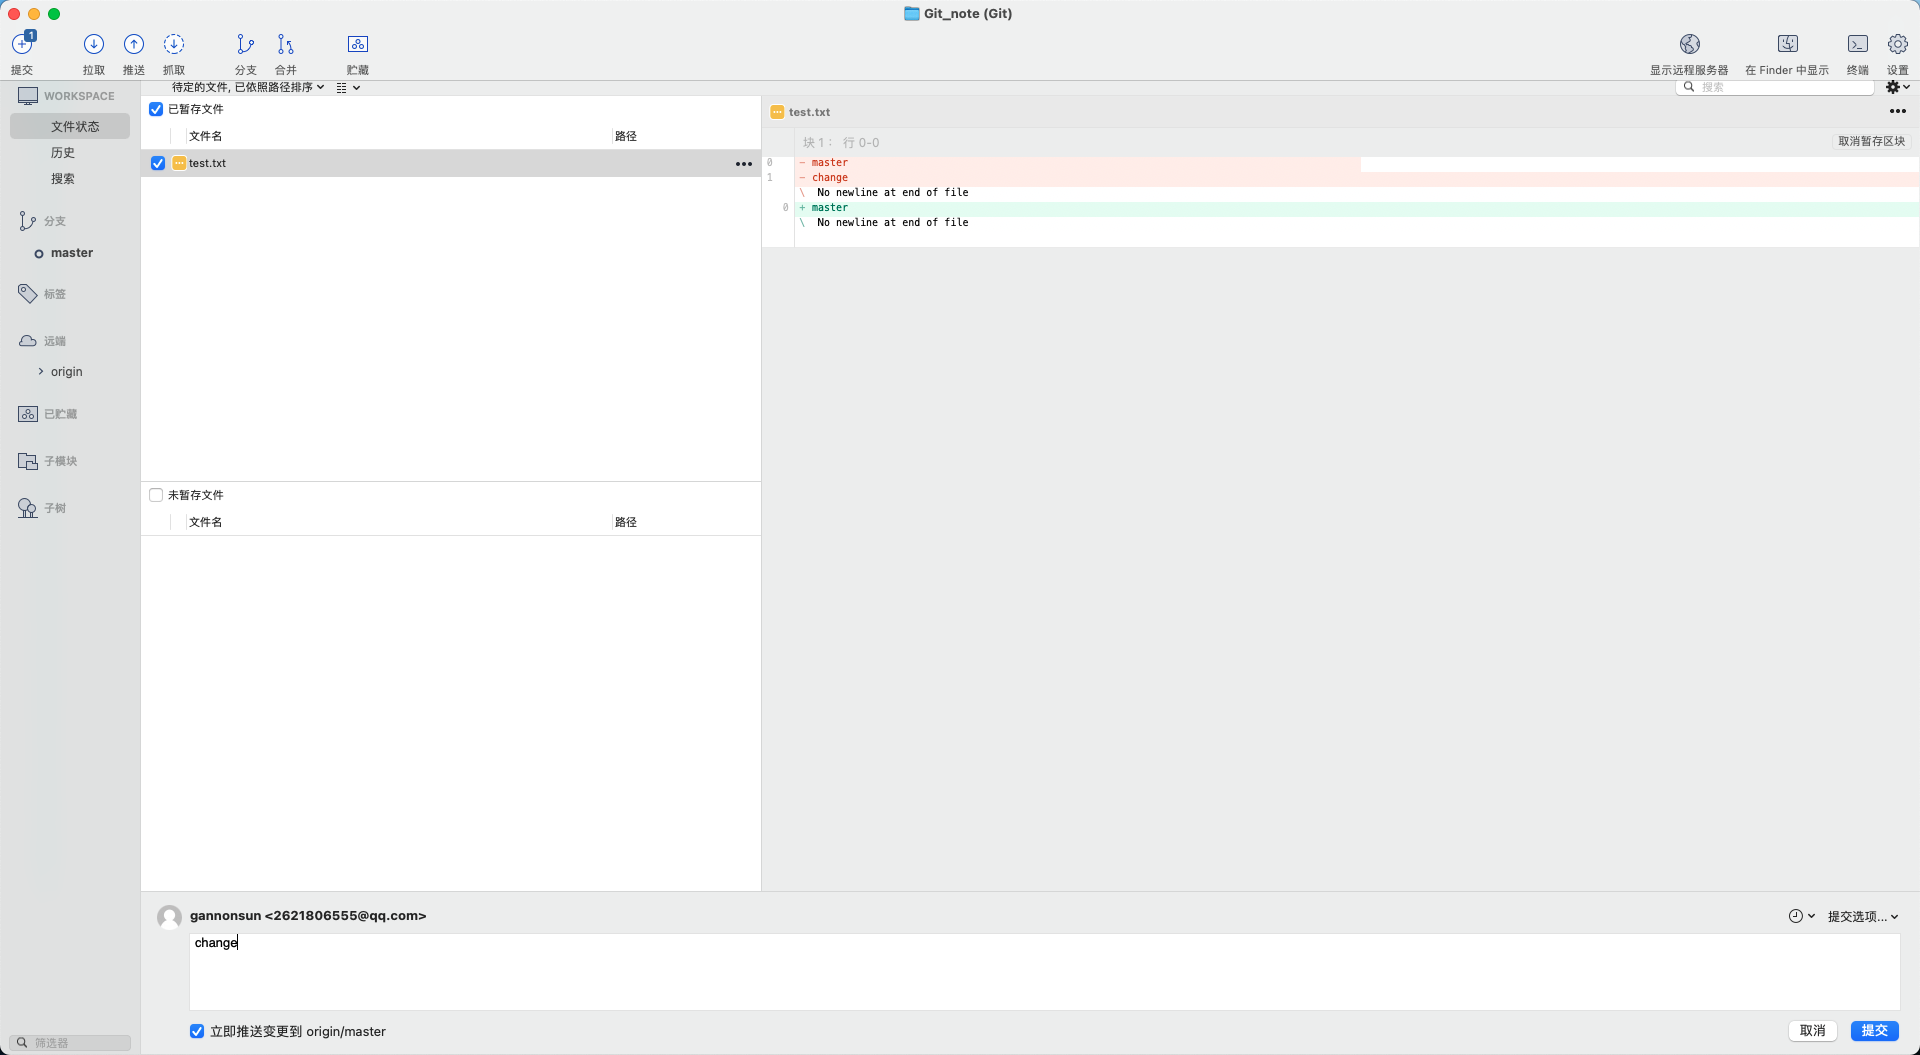 Git_note (Git)
1
提交
拉取
推送
抓取
分支
合并
贮藏
显示远程服务器
在 Finder 中显示
终端
设置
WORKSPACE
文件状态
历史
搜索
分支
master
标签
远端
origin
已贮藏
子模块
子树
筛选器
待定的文件, 已依照路径排序
搜索
已暂存文件
文件名 路径
test.txt
未暂存文件
文件名 路径
test.txt
块 1： 行 0-0
取消暂存区块
0 - master
1 - change
\ No newline at end of file
0 + master
\ No newline at end of file
gannonsun <2621806555@qq.com>
提交选项...
change
立即推送变更到 origin/master
取消
提交